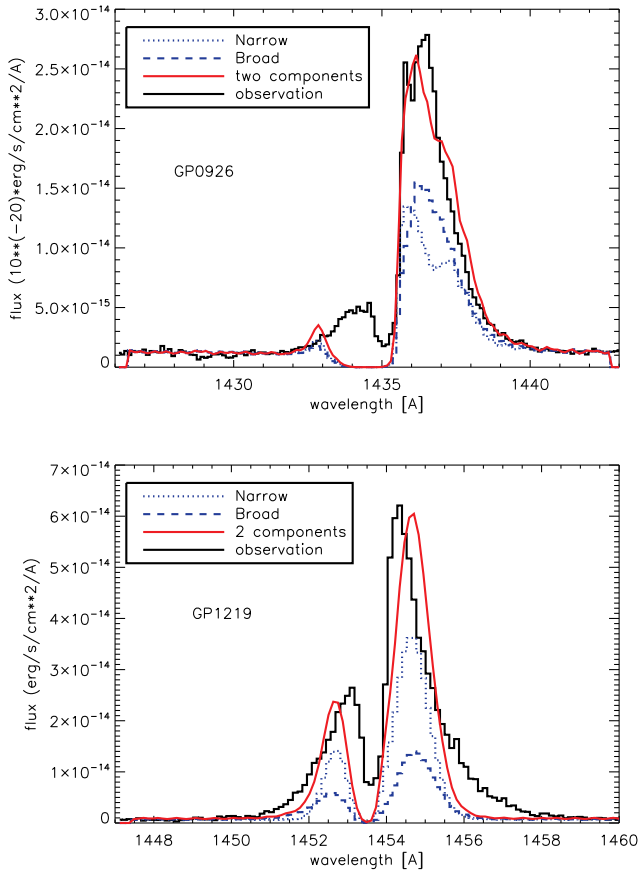 3.0×10⁻¹⁴
2.5×10⁻¹⁴
2.0×10⁻¹⁴
1.5×10⁻¹⁴
1.0×10⁻¹⁴
5.0×10⁻¹⁵
0
flux (10**(-20)*erg/s/cm**2/A)
Narrow
Broad
two components
observation
GP0926
1430 1435 1440
wavelength [A]
7×10⁻¹⁴
6×10⁻¹⁴
5×10⁻¹⁴
4×10⁻¹⁴
3×10⁻¹⁴
2×10⁻¹⁴
1×10⁻¹⁴
0
flux (erg/s/cm**2/A)
Narrow
Broad
2 components
observation
GP1219
1448 1450 1452 1454 1456 1458 1460
wavelength [A]